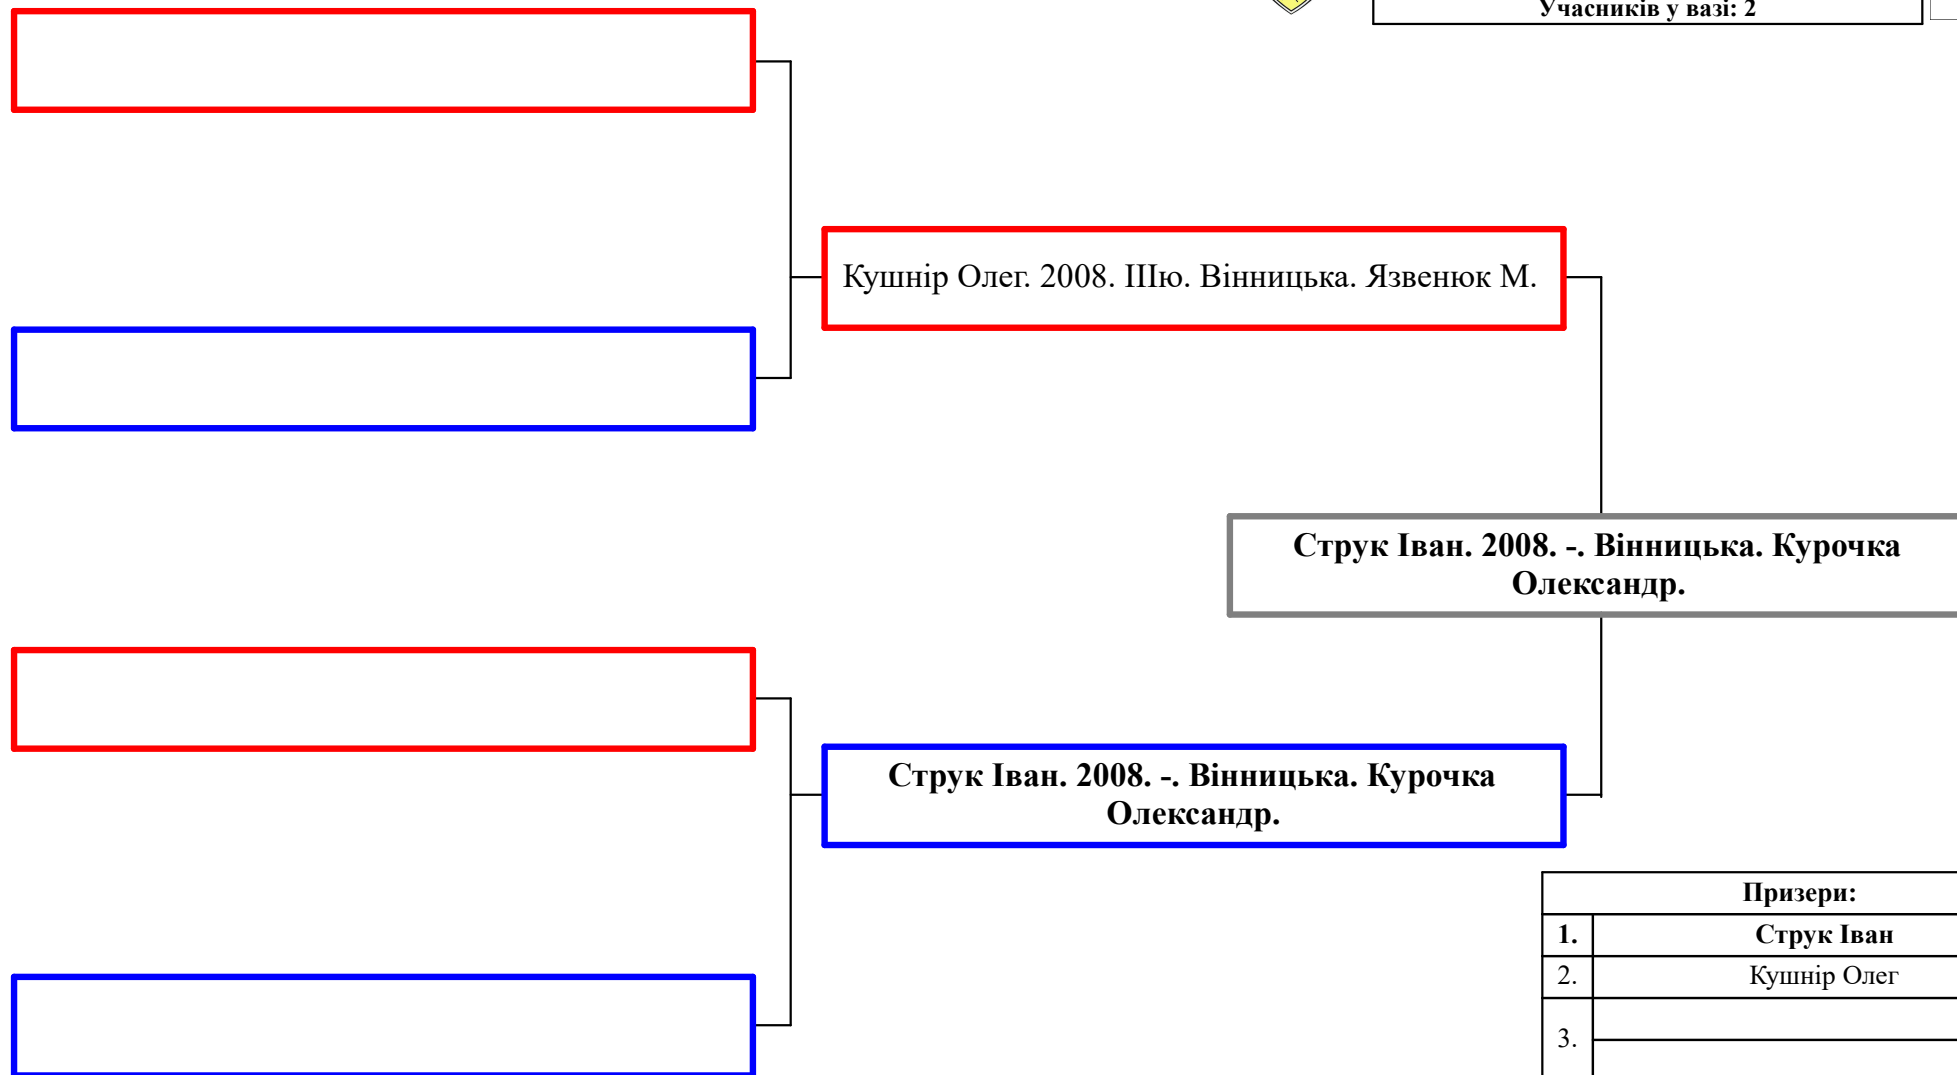 Учасників у вазі: 2
Кушнір Олег. 2008. ІІІю. Вінницька. Язвенюк М.
Струк Іван. 2008. -. Вінницька. Курочка
Олександр.
Струк Іван. 2008. -. Вінницька. Курочка
Олександр.
Призери:
1. Струк Іван
2. Кушнір Олег
3.